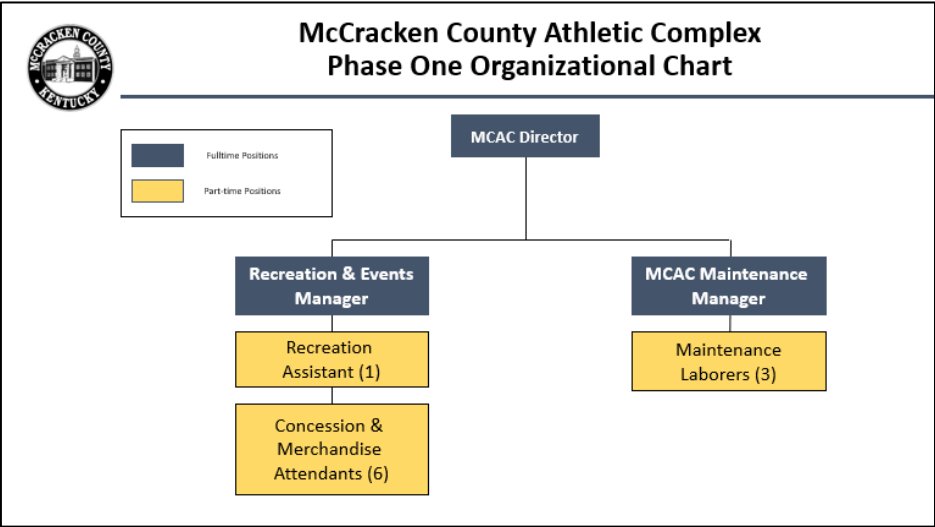 McCRACKEN COUNTY
KENTUCKY
McCracken County Athletic Complex
Phase One Organizational Chart
Fulltime Positions
Part-time Positions
MCAC Director
Recreation & Events
Manager
MCAC Maintenance
Manager
Recreation
Assistant (1)
Maintenance
Laborers (3)
Concession &
Merchandise
Attendants (6)